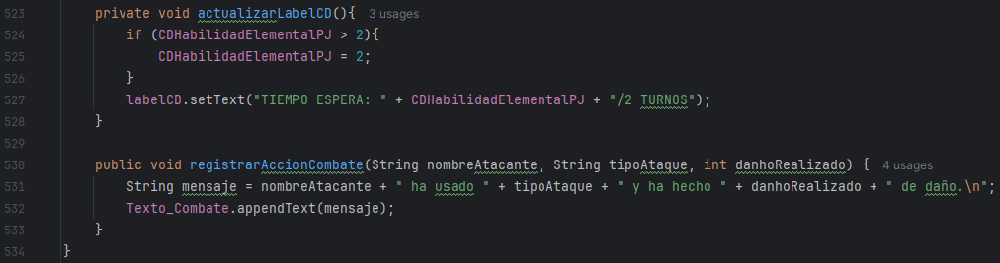 523 private void actualizarLabelCD(){ 3 usages
524 if (CDHabilidadElementalPJ > 2){
525 CDHabilidadElementalPJ = 2;
526 }
527 labelCD.setText("TIEMPO ESPERA: " + CDHabilidadElementalPJ + "/2 TURNOS");
528 }
529
530 public void registrarAccionCombate(String nombreAtacante, String tipoAtaque, int danhoRealizado) { 4 usages
531 String mensaje = nombreAtacante + " ha usado " + tipoAtaque + " y ha hecho " + danhoRealizado + " de daño.\n";
532 Texto_Combate.appendText(mensaje);
533 }
534 }